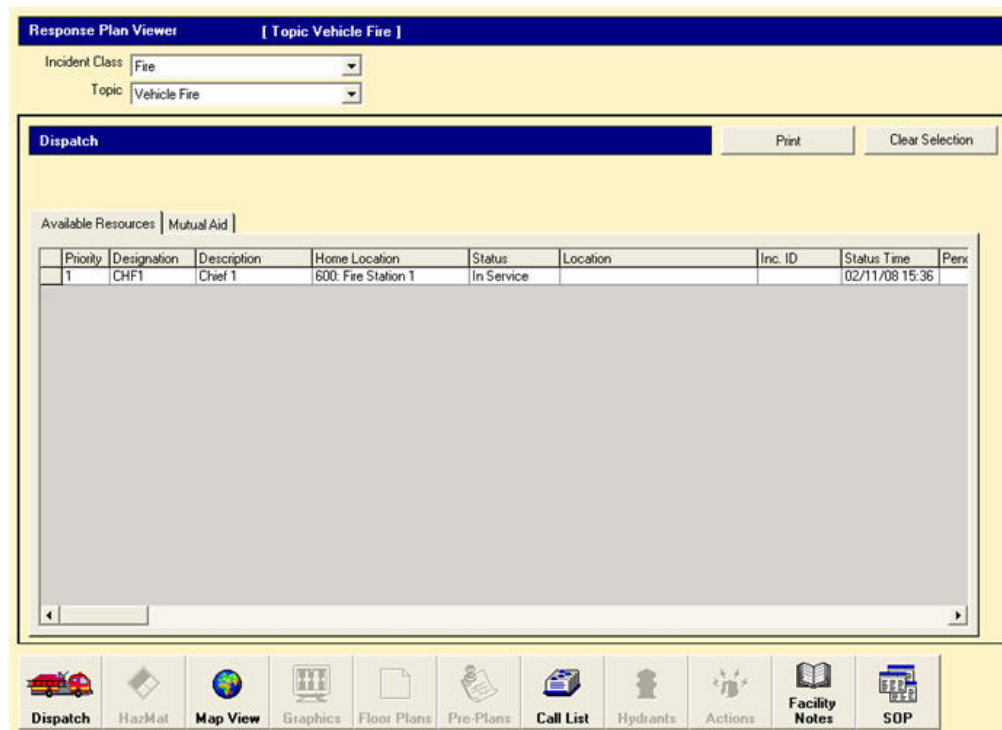 Response Plan Viewer [ Topic Vehicle Fire ]
Incident Class Fire
Topic Vehicle Fire
Dispatch Print Clear Selection
Available Resources Mutual Aid
Priority Designation Description Home Location Status Location Inc. ID Status Time Pend
1 CHF1 Chief 1 600: Fire Station 1 In Service 02/11/08 15:36
Dispatch HazMat Map View Graphics Floor Plans Pre-Plans Call List Hydrants Actions Facility Notes SOP